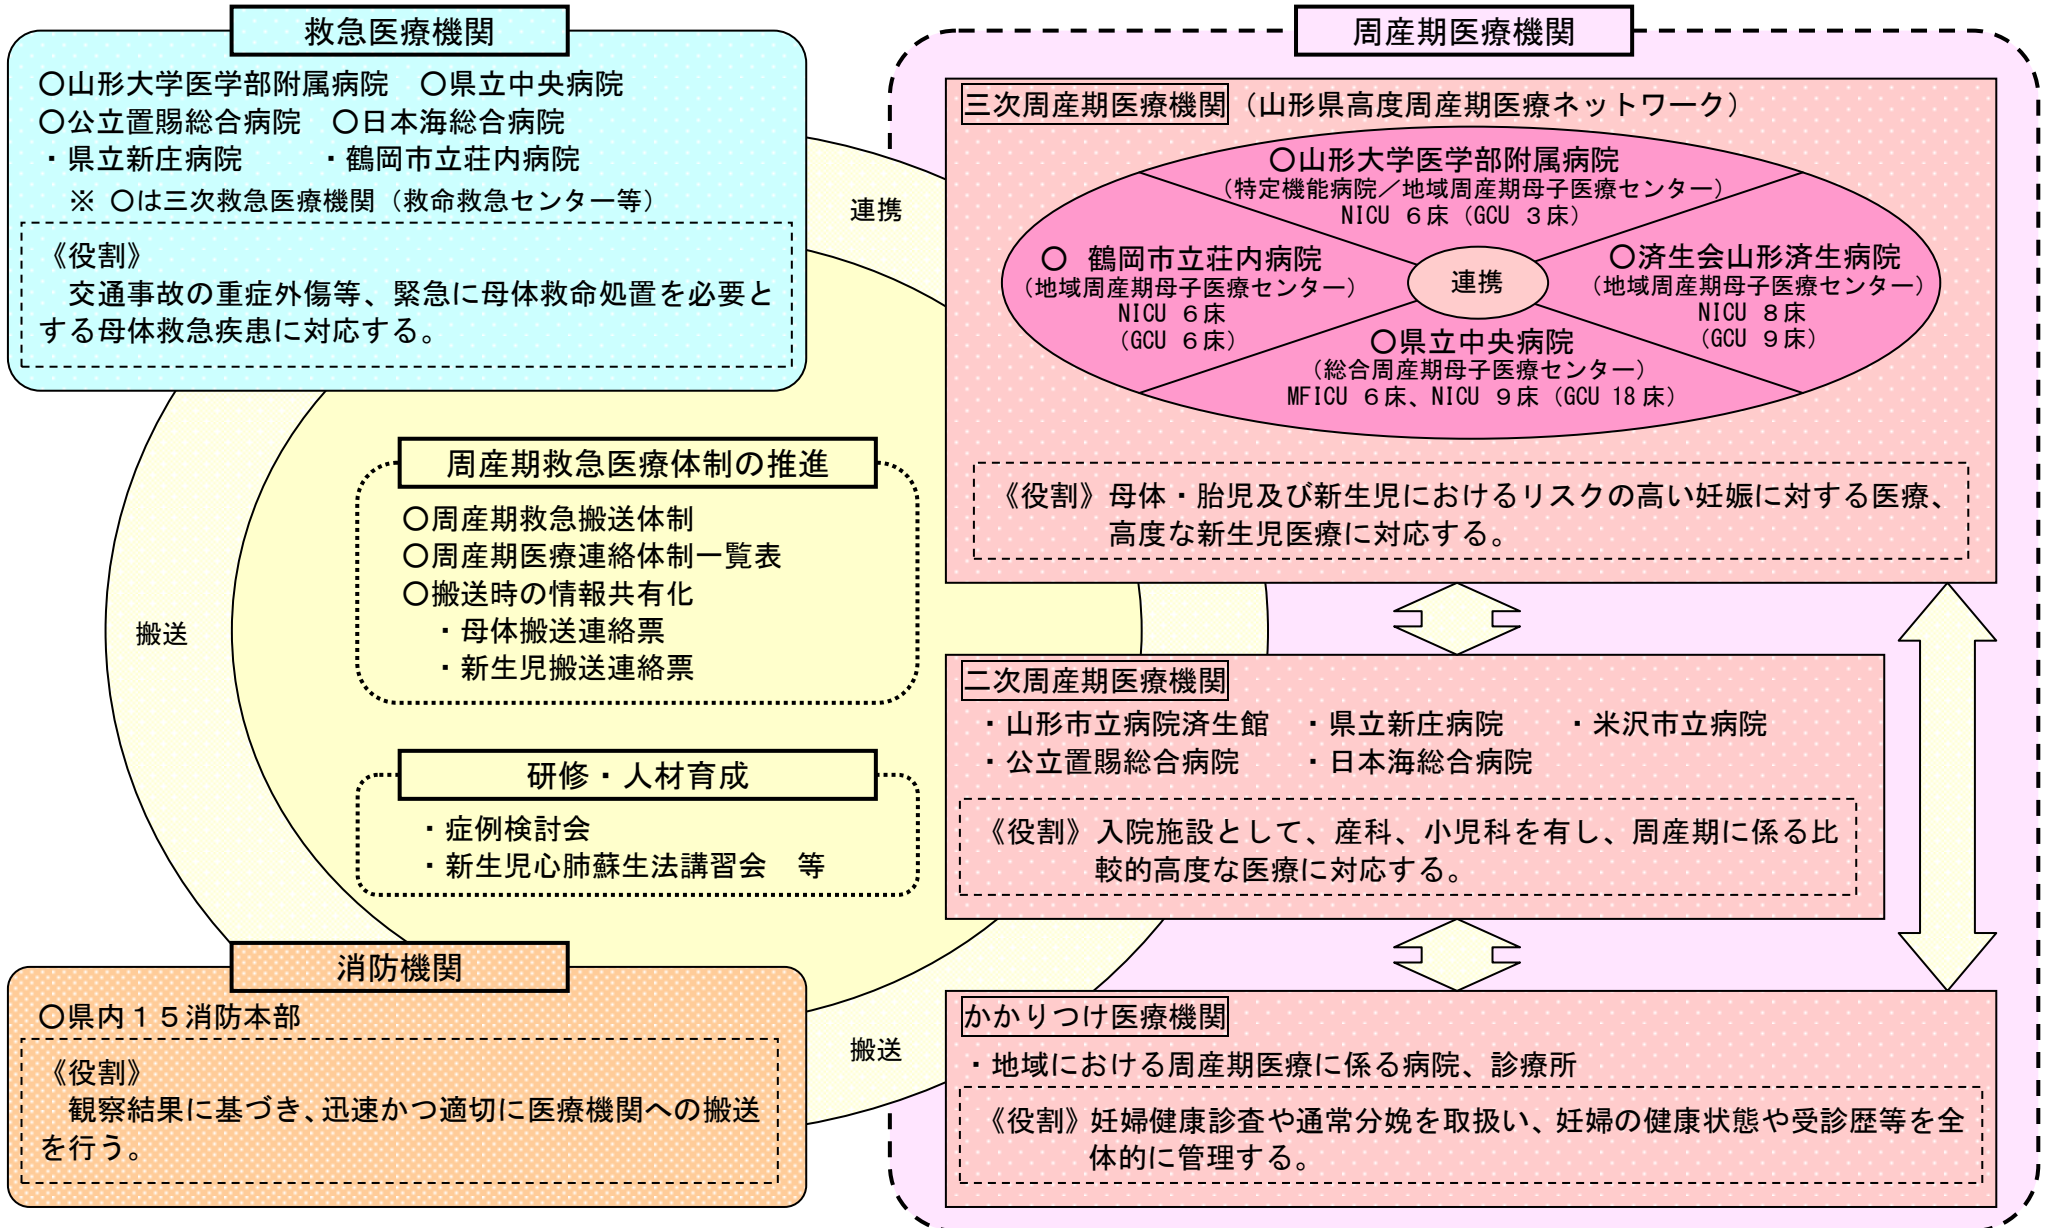 救急医療機関
〇山形大学医学部附属病院　〇県立中央病院
〇公立置賜総合病院　〇日本海総合病院
・県立新庄病院　　・鶴岡市立荘内病院
※ 〇は三次救急医療機関（救命救急センター等）
《役割》
交通事故の重症外傷等、緊急に母体救命処置を必要と
する母体救急疾患に対応する。
連携
搬送
周産期救急医療体制の推進
〇周産期救急搬送体制
〇周産期医療連絡体制一覧表
〇搬送時の情報共有化
・母体搬送連絡票
・新生児搬送連絡票
研修・人材育成
・症例検討会
・新生児心肺蘇生法講習会　等
消防機関
〇県内１５消防本部
《役割》
観察結果に基づき、迅速かつ適切に医療機関への搬送
を行う。
搬送
周産期医療機関
三次周産期医療機関（山形県高度周産期医療ネットワーク）
〇山形大学医学部附属病院
（特定機能病院／地域周産期母子医療センター）
NICU ６床（GCU ３床）
〇 鶴岡市立荘内病院
（地域周産期母子医療センター）
NICU ６床
（GCU ６床）
連携
〇済生会山形済生病院
（地域周産期母子医療センター）
NICU ８床
（GCU ９床）
〇県立中央病院
（総合周産期母子医療センター）
MFICU ６床、NICU ９床（GCU 18床）
《役割》母体・胎児及び新生児におけるリスクの高い妊娠に対する医療、
高度な新生児医療に対応する。
二次周産期医療機関
・山形市立病院済生館　・県立新庄病院　　・米沢市立病院
・公立置賜総合病院　　・日本海総合病院
《役割》入院施設として、産科、小児科を有し、周産期に係る比
較的高度な医療に対応する。
かかりつけ医療機関
・地域における周産期医療に係る病院、診療所
《役割》妊婦健康診査や通常分娩を取扱い、妊婦の健康状態や受診歴等を全
体的に管理する。